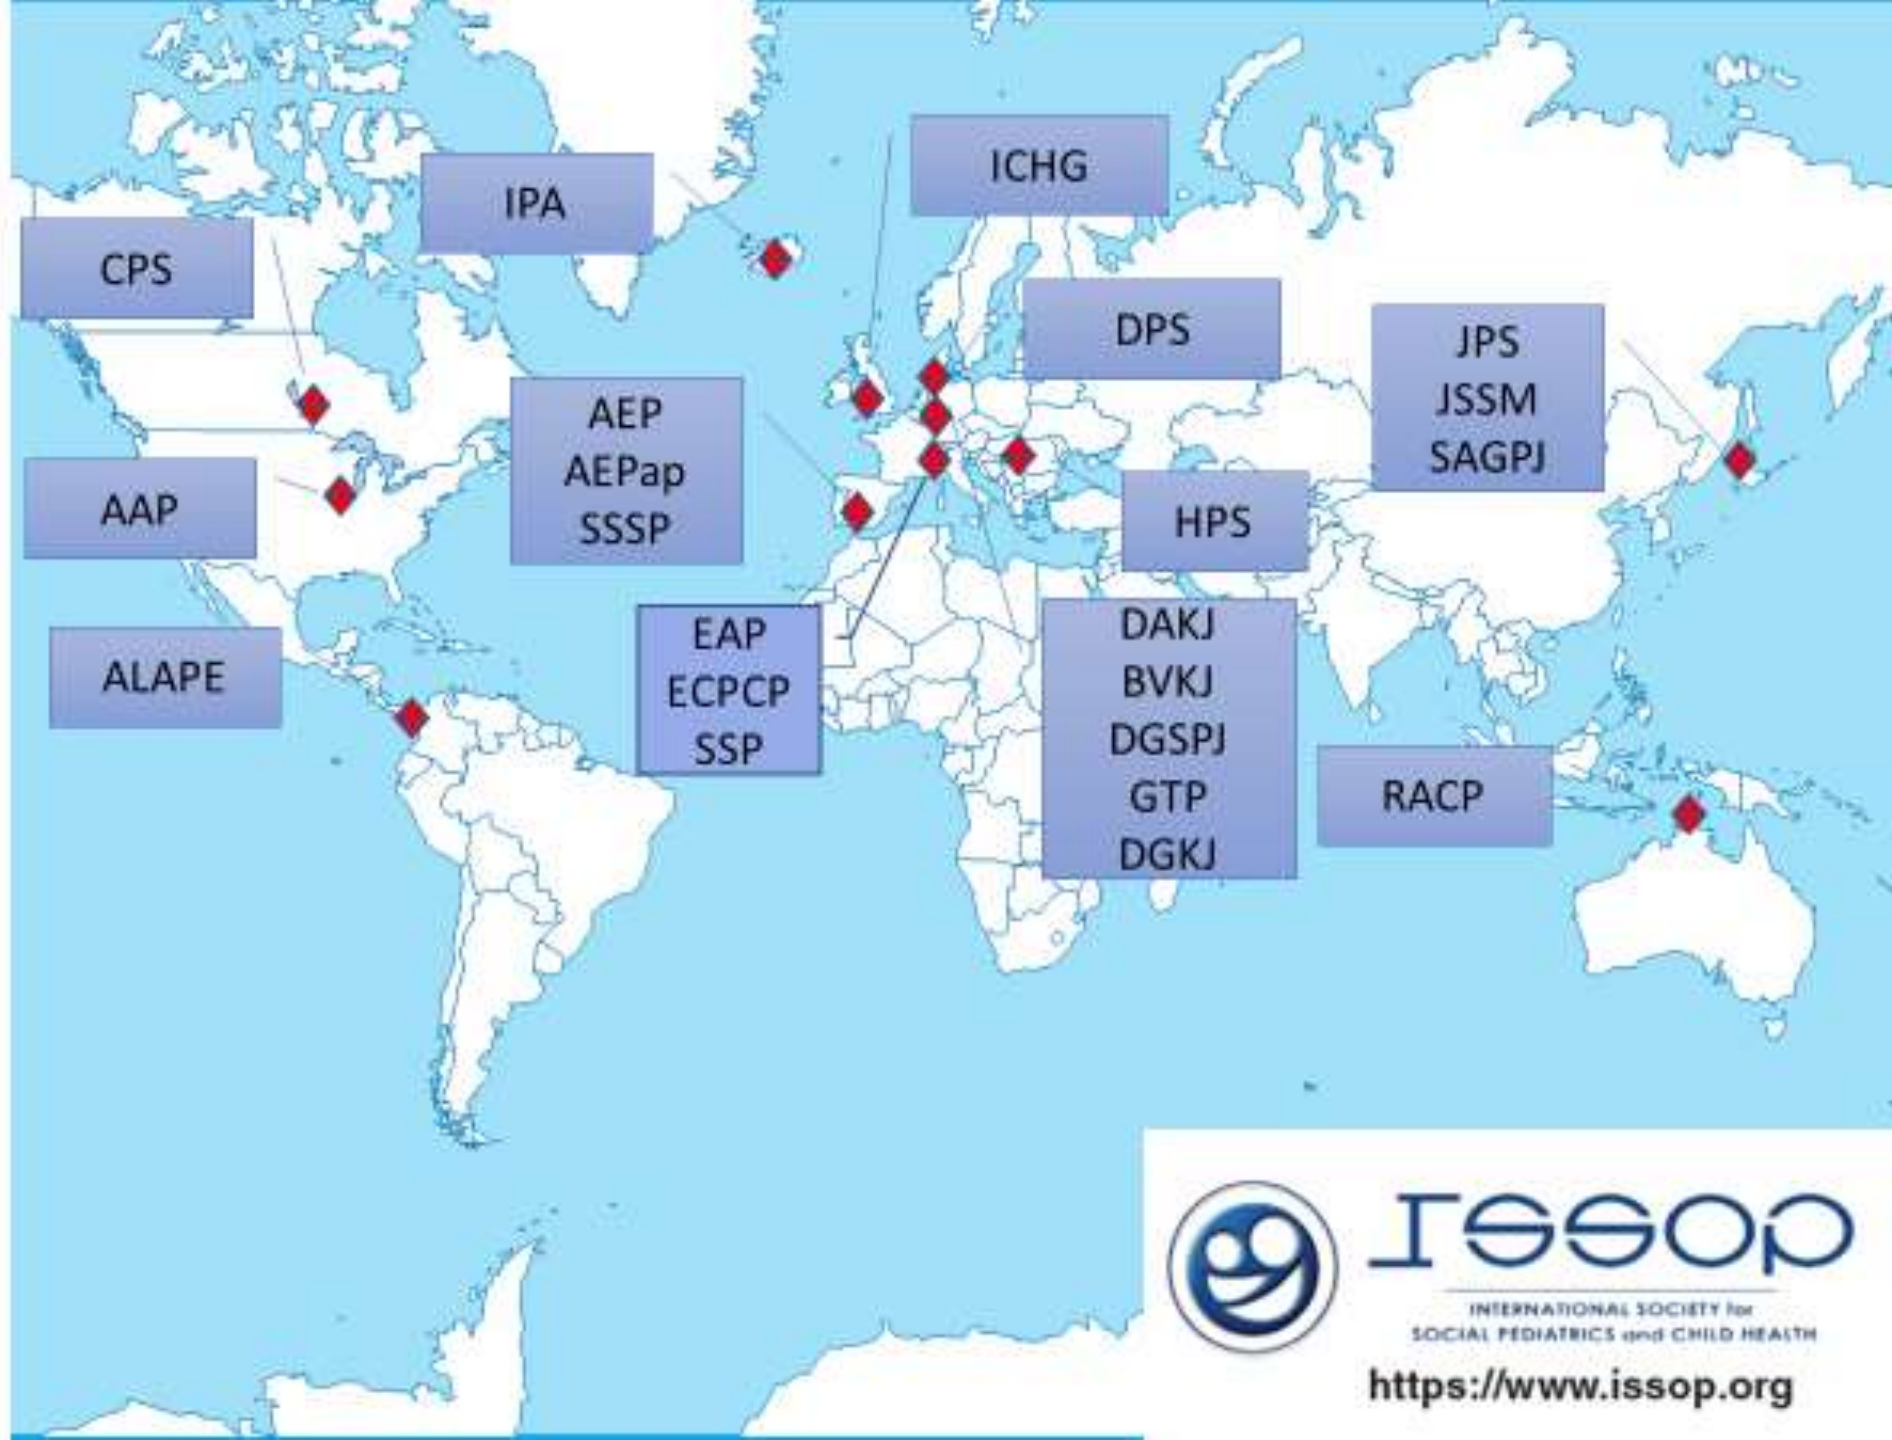 ICHG
IPA
CPS
DPS
JPS
JSSM
SAGPJ
AEP
AEPap
SSSP
AAP
HPS
EAP
ECPCP
SSP
DAKJ
BVKJ
DGSPJ
GTP
DGKJ
ALAPE
RACP
ISSOP
INTERNATIONAL SOCIETY for
SOCIAL PEDIATRICS and CHILD HEALTH
https://www.issop.org